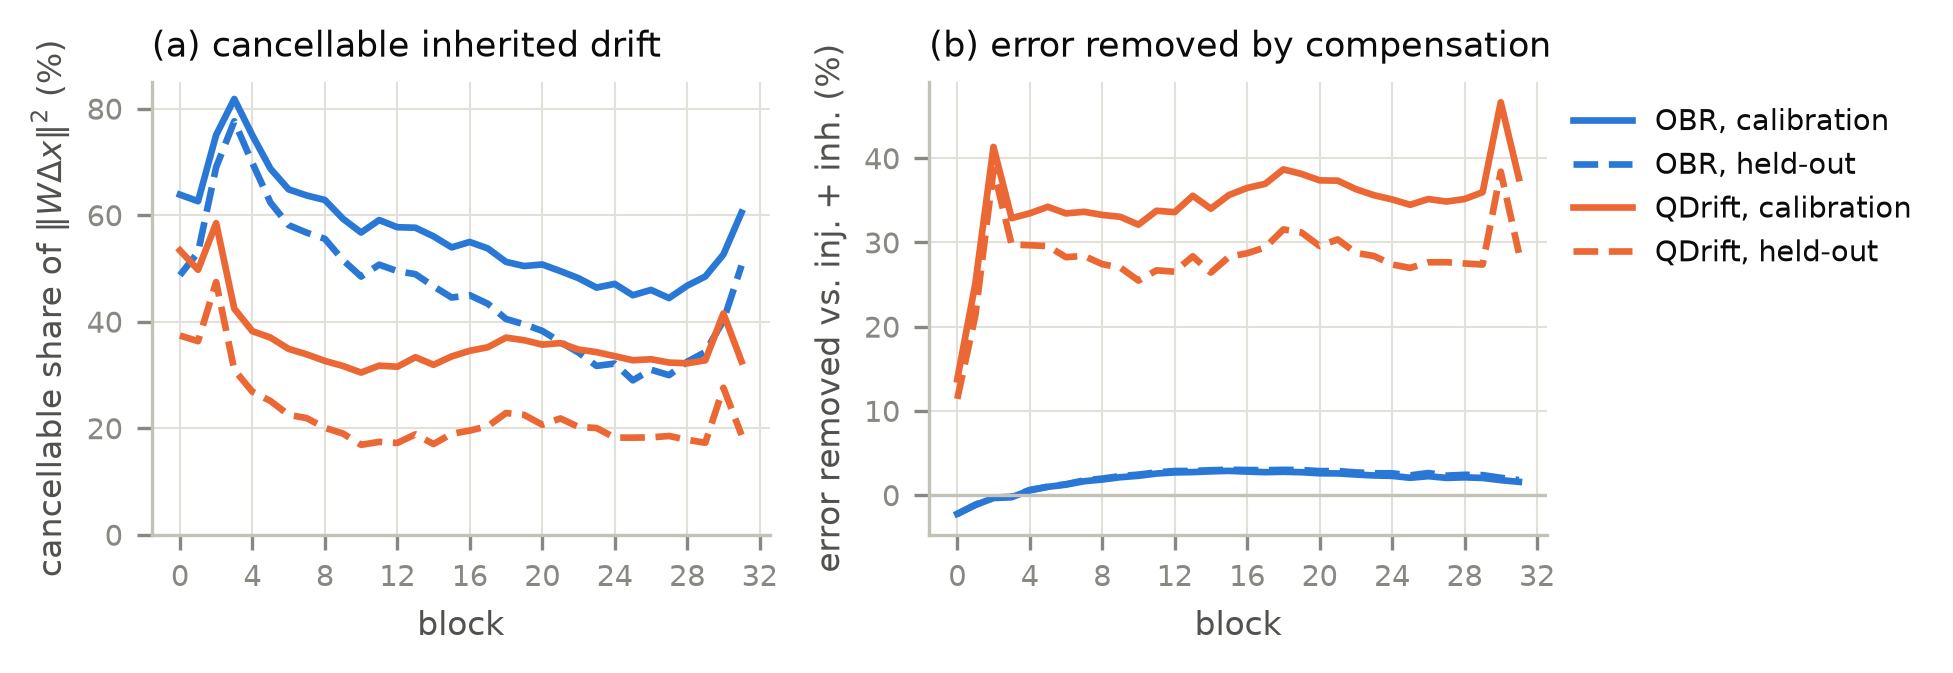 (a) cancellable inherited drift
cancellable share of ‖WΔx‖² (%)
80
60
40
20
0
0 4 8 12 16 20 24 28 32
block
(b) error removed by compensation
error removed vs. inj. + inh. (%)
40
30
20
10
0
0 4 8 12 16 20 24 28 32
block
OBR, calibration
OBR, held-out
QDrift, calibration
QDrift, held-out